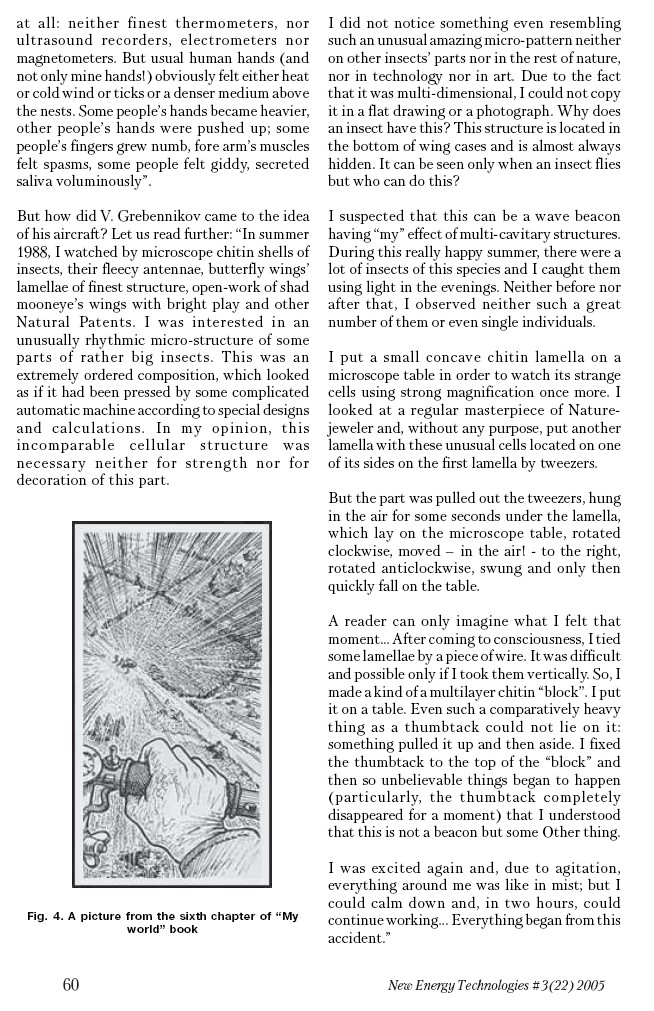 at all: neither finest thermometers, nor
ultrasound recorders, electrometers nor
magnetometers. But usual human hands (and
not only mine hands!) obviously felt either heat
or cold wind or ticks or a denser medium above
the nests. Some people's hands became heavier,
other people's hands were pushed up; some
people's fingers grew numb, fore arm's muscles
felt spasms, some people felt giddy, secreted
saliva voluminously".

But how did V. Grebennikov came to the idea
of his aircraft? Let us read further: "In summer
1988, I watched by microscope chitin shells of
insects, their fleecy antennae, butterfly wings'
lamellae of finest structure, open-work of shad
mooneye's wings with bright play and other
Natural Patents. I was interested in an
unusually rhythmic micro-structure of some
parts of rather big insects. This was an
extremely ordered composition, which looked
as if it had been pressed by some complicated
automatic machine according to special designs
and calculations. In my opinion, this
incomparable cellular structure was
necessary neither for strength nor for
decoration of this part.

Fig. 4. A picture from the sixth chapter of "My
world" book

I did not notice something even resembling
such an unusual amazing micro-pattern neither
on other insects' parts nor in the rest of nature,
nor in technology nor in art. Due to the fact
that it was multi-dimensional, I could not copy
it in a flat drawing or a photograph. Why does
an insect have this? This structure is located in
the bottom of wing cases and is almost always
hidden. It can be seen only when an insect flies
but who can do this?

I suspected that this can be a wave beacon
having "my" effect of multi-cavitary structures.
During this really happy summer, there were a
lot of insects of this species and I caught them
using light in the evenings. Neither before nor
after that, I observed neither such a great
number of them or even single individuals.

I put a small concave chitin lamella on a
microscope table in order to watch its strange
cells using strong magnification once more. I
looked at a regular masterpiece of Nature-
jeweler and, without any purpose, put another
lamella with these unusual cells located on one
of its sides on the first lamella by tweezers.

But the part was pulled out the tweezers, hung
in the air for some seconds under the lamella,
which lay on the microscope table, rotated
clockwise, moved – in the air! - to the right,
rotated anticlockwise, swung and only then
quickly fall on the table.

A reader can only imagine what I felt that
moment... After coming to consciousness, I tied
some lamellae by a piece of wire. It was difficult
and possible only if I took them vertically. So, I
made a kind of a multilayer chitin "block". I put
it on a table. Even such a comparatively heavy
thing as a thumbtack could not lie on it:
something pulled it up and then aside. I fixed
the thumbtack to the top of the "block" and
then so unbelievable things began to happen
(particularly, the thumbtack completely
disappeared for a moment) that I understood
that this is not a beacon but some Other thing.

I was excited again and, due to agitation,
everything around me was like in mist; but I
could calm down and, in two hours, could
continue working... Everything began from this
accident."

60
New Energy Technologies #3(22) 2005